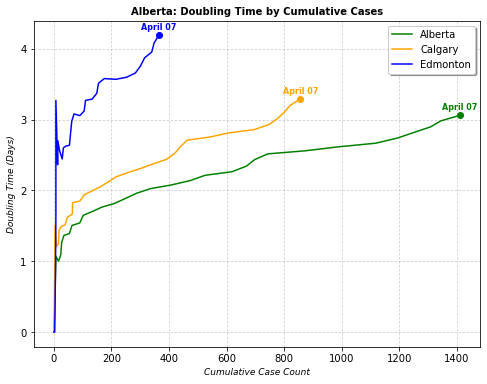 Alberta: Doubling Time by Cumulative Cases
April 07
Alberta
Calgary
Edmonton
April 07
April 07
4
3
2
1
0
Doubling Time (Days)
0 200 400 600 800 1000 1200 1400
Cumulative Case Count